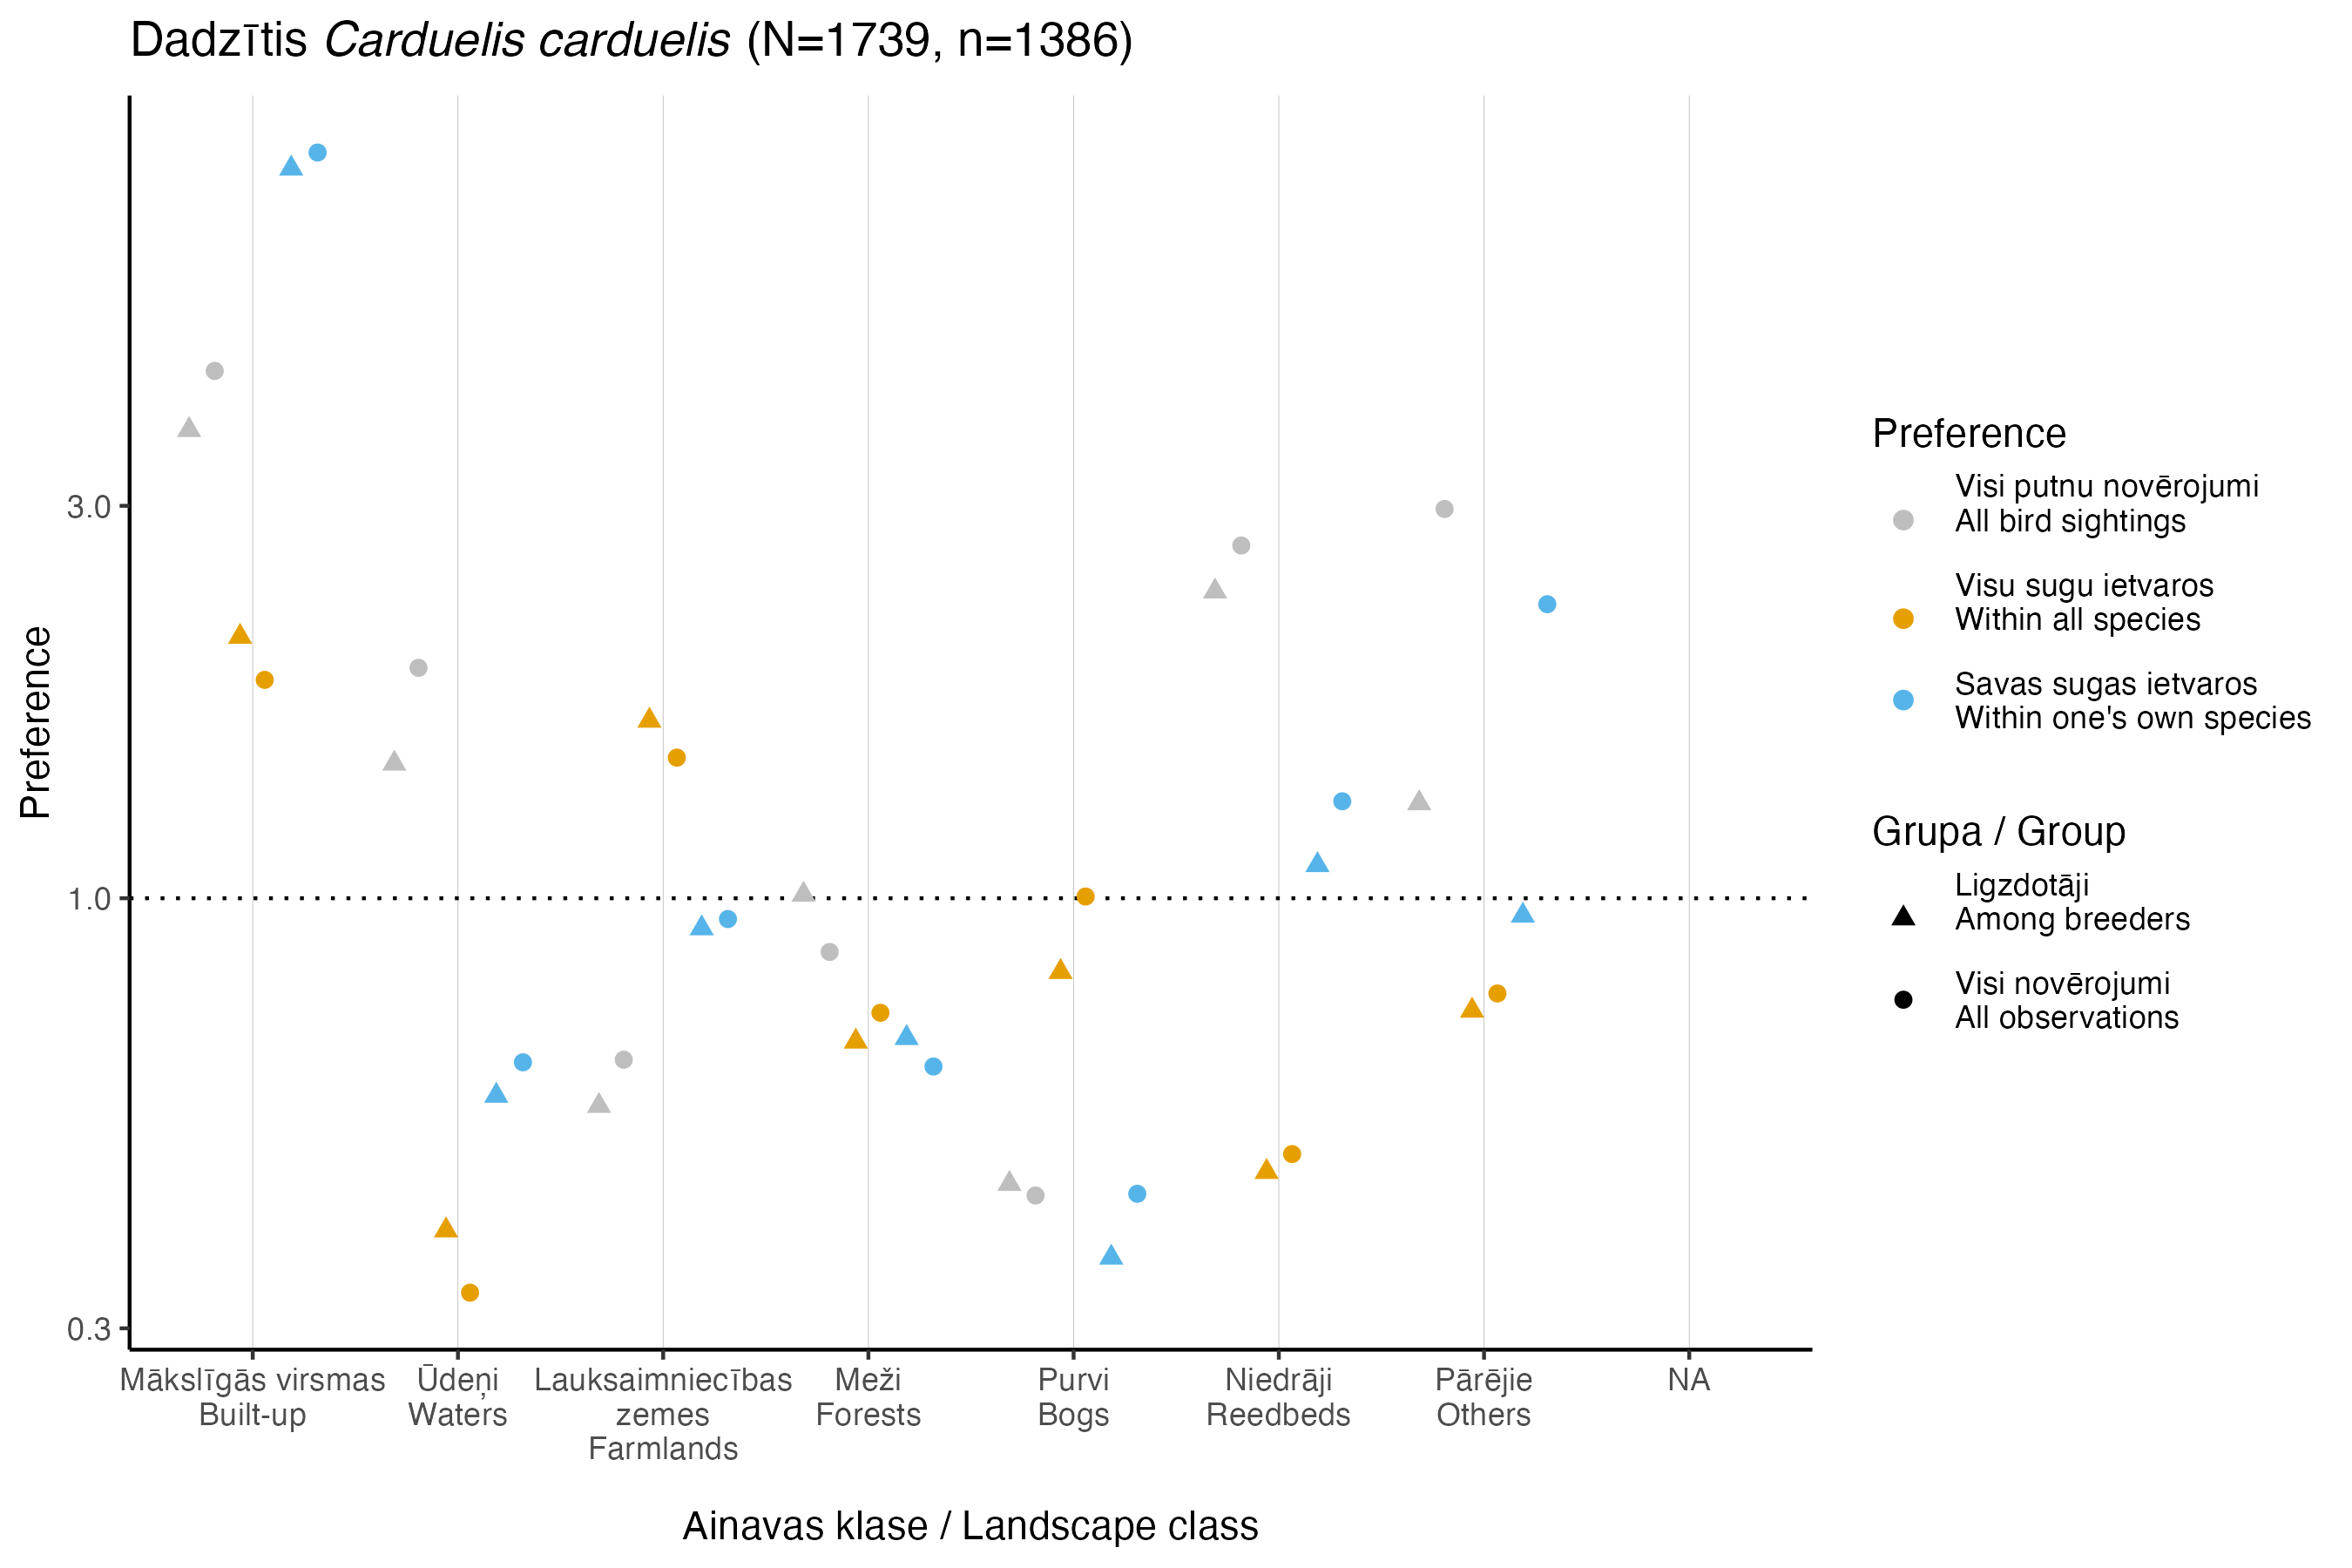 Dadzītis Carduelis carduelis (N=1739, n=1386)
Preference
3.0
1.0
0.3
Mākslīgās virsmas
Built-up
Ūdeņi
Waters
Lauksaimniecības
zemes
Farmlands
Meži
Forests
Purvi
Bogs
Niedrāji
Reedbeds
Pārējie
Others
NA
Ainavas klase / Landscape class
Preference
Visi putnu novērojumi
All bird sightings
Visu sugu ietvaros
Within all species
Savas sugas ietvaros
Within one's own species
Grupa / Group
Ligzdotāji
Among breeders
Visi novērojumi
All observations